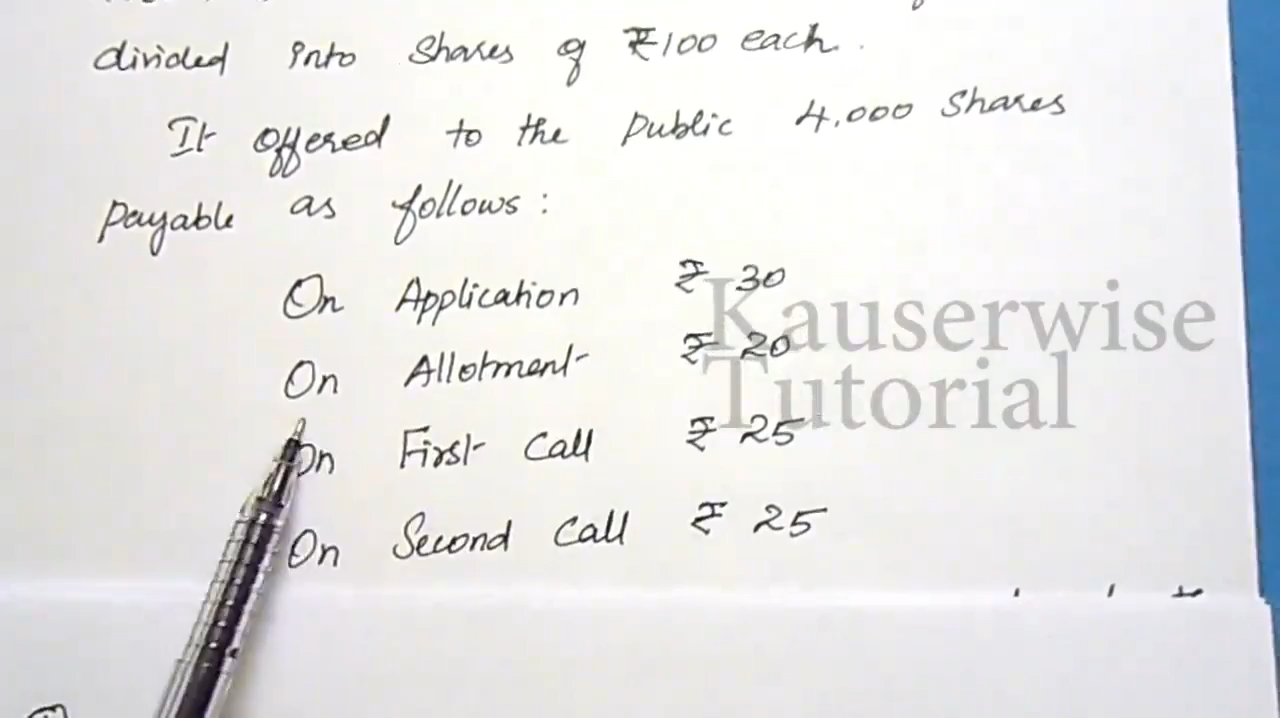 divided into Shares of ₹100 each.
It offered to the public 4,000 Shares
payable as follows:
On Application ₹ 30
On Allotment ₹ 20
On First Call ₹ 25
On Second Call ₹ 25
Kauserwise
Tutorial